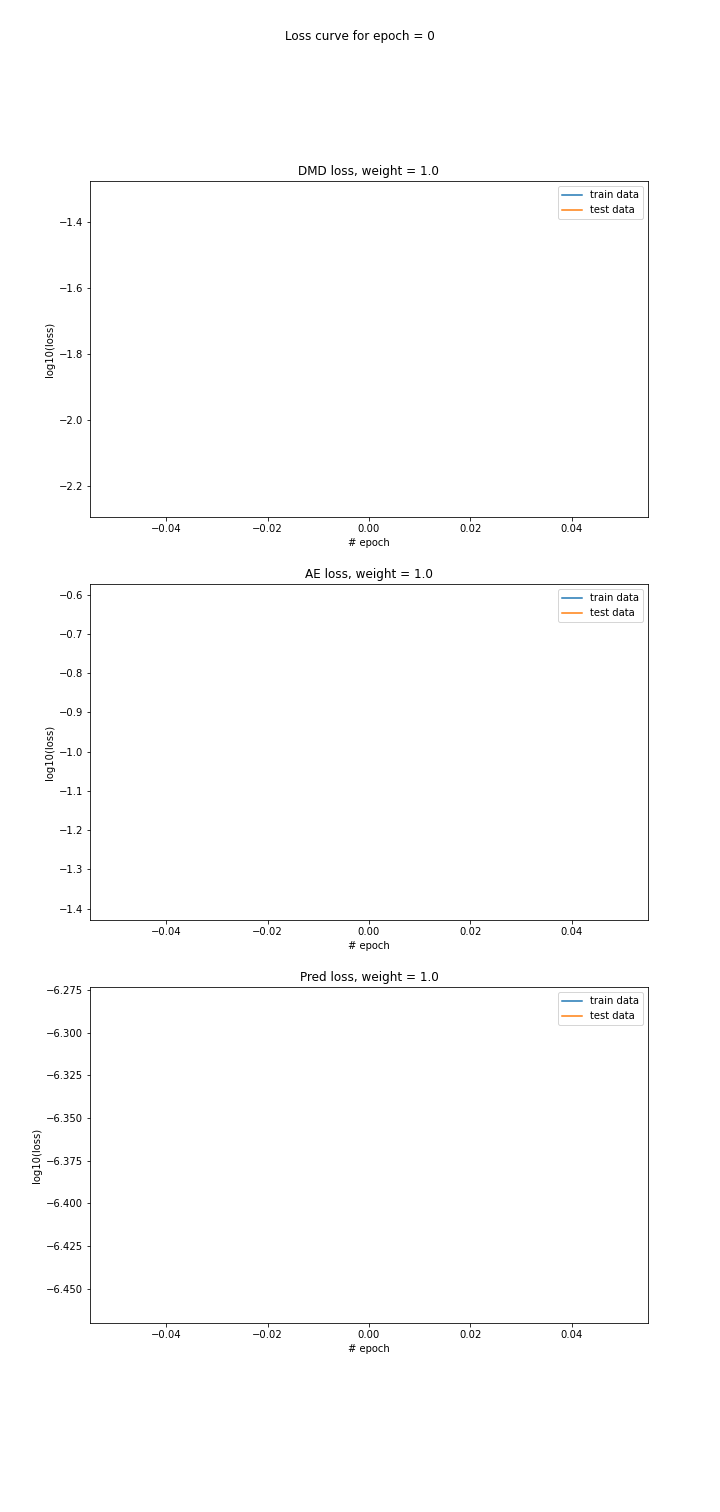 Loss curve for epoch = 0
DMD loss, weight = 1.0
train data
test data
−1.4
−1.6
−1.8
−2.0
−2.2
log10(loss)
−0.04
−0.02
0.00
0.02
0.04
# epoch
AE loss, weight = 1.0
train data
test data
−0.6
−0.7
−0.8
−0.9
−1.0
−1.1
−1.2
−1.3
−1.4
log10(loss)
−0.04
−0.02
0.00
0.02
0.04
# epoch
Pred loss, weight = 1.0
train data
test data
−6.275
−6.300
−6.325
−6.350
−6.375
−6.400
−6.425
−6.450
log10(loss)
−0.04
−0.02
0.00
0.02
0.04
# epoch